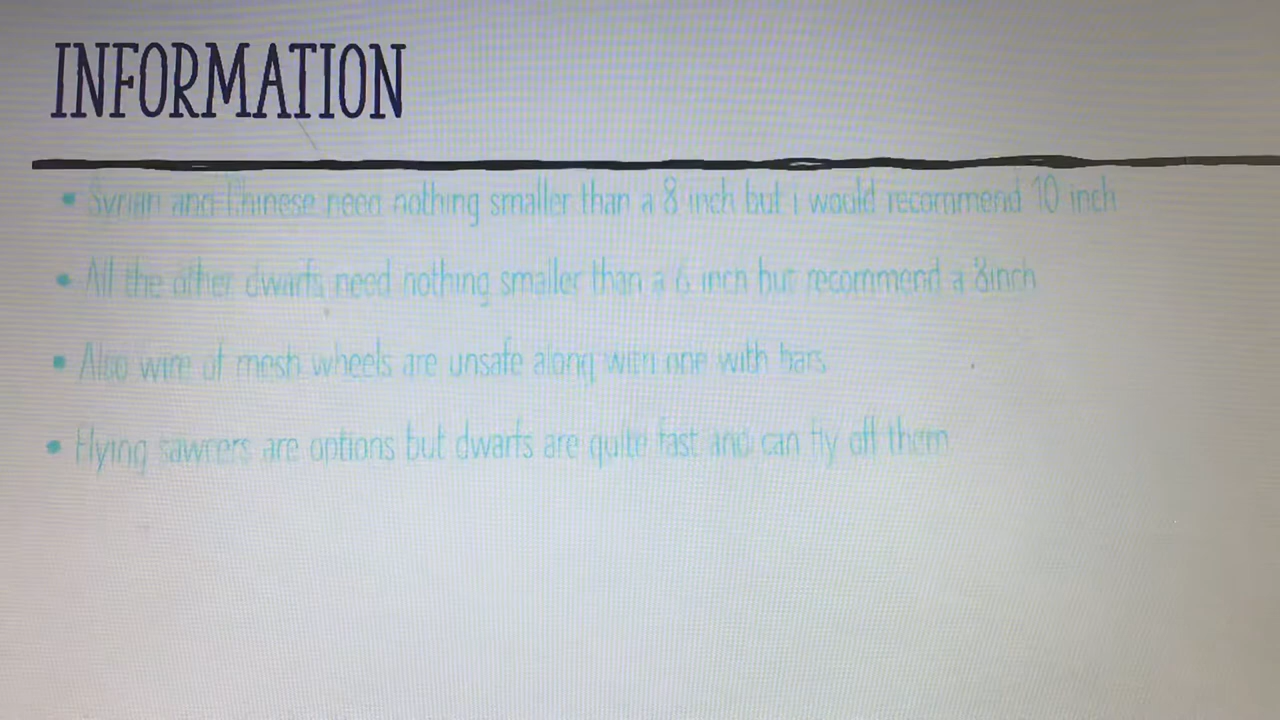 INFORMATION
• Syrian and Chinese need nothing smaller than a 8 inch but i would recommend 10 inch
• All the other dwarfs need nothing smaller than a 6 inch but recommend a 8inch
• Also wire of mesh wheels are unsafe along with one with bars
• Flying sawcers are options but dwarfs are quite fast and can fly off them